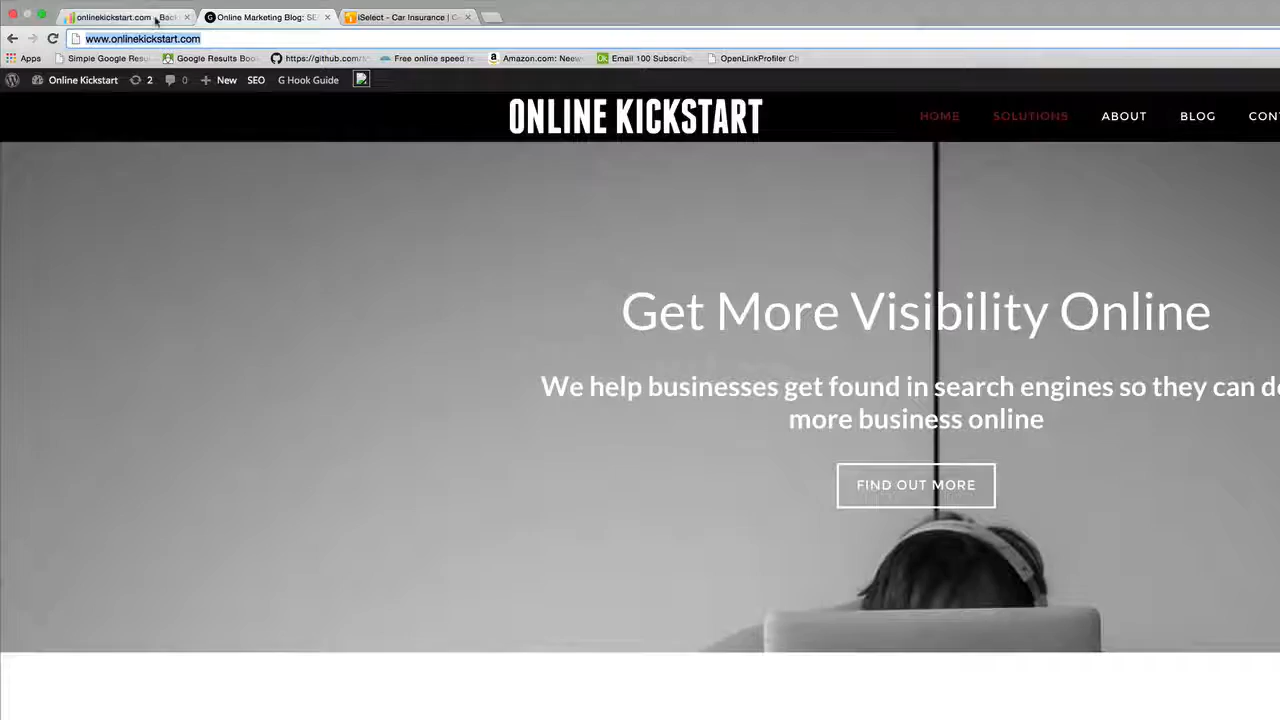 onlinekickstart.com - Back
Online Marketing Blog: SE
iSelect - Car Insurance | C
www.onlinekickstart.com
Apps
Simple Google Resu
Google Results Boo
https://github.com/
Free online speed re
Amazon.com: Neew
Email 100 Subscribe
OpenLinkProfiler Ch
Online Kickstart
2
0
New
SEO
G Hook Guide
ONLINE KICKSTART
HOME
SOLUTIONS
ABOUT
BLOG
CON
Get More Visibility Online
We help businesses get found in search engines so they can d
more business online
FIND OUT MORE